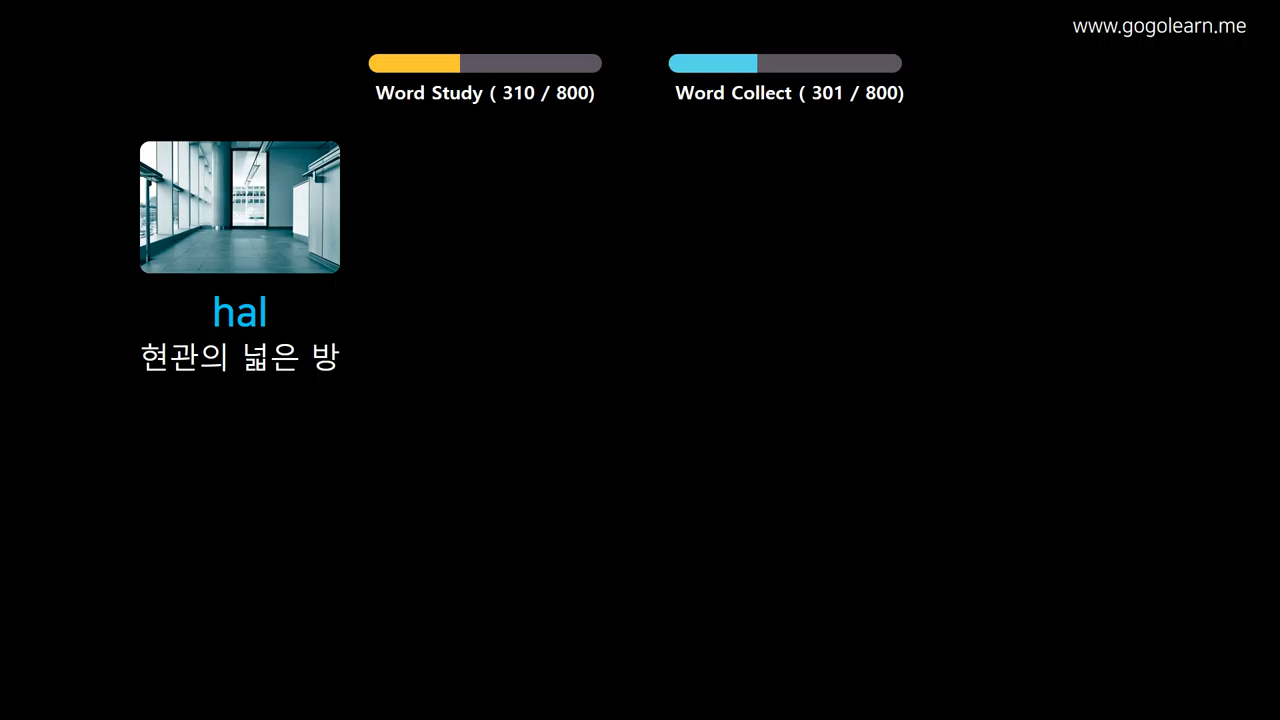 www.gogolearn.me
Word Study ( 310 / 800)
Word Collect ( 301 / 800)
hal
현관의 넓은 방